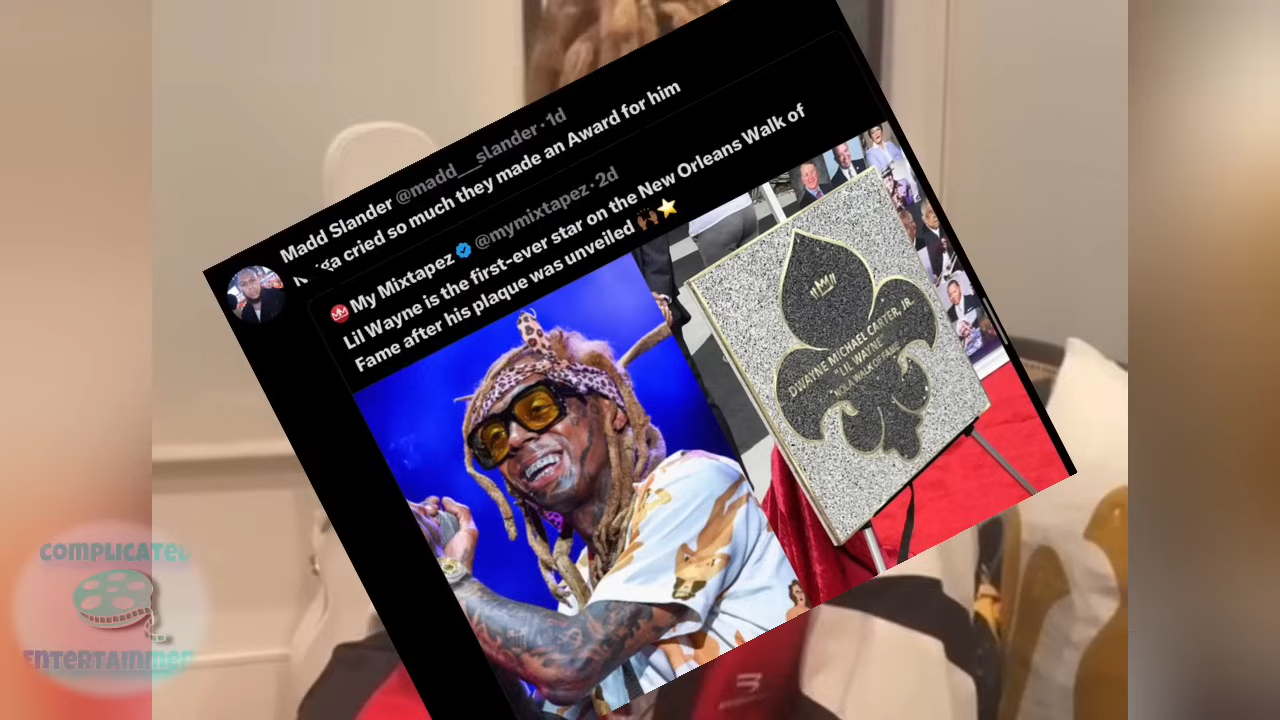 Madd Slander @madd__slander · 1d
cried so much they made an Award for him
My Mixtapez @mymixtapez · 2d
Lil Wayne is the first-ever star on the New Orleans Walk of
Fame after his plaque was unveiled 🙌🏾⭐
DWAYNE MICHAEL CARTER, JR.
"LIL WAYNE"
NOLA WALK OF FAME
COMPLICATED
ENTERTAINMENT